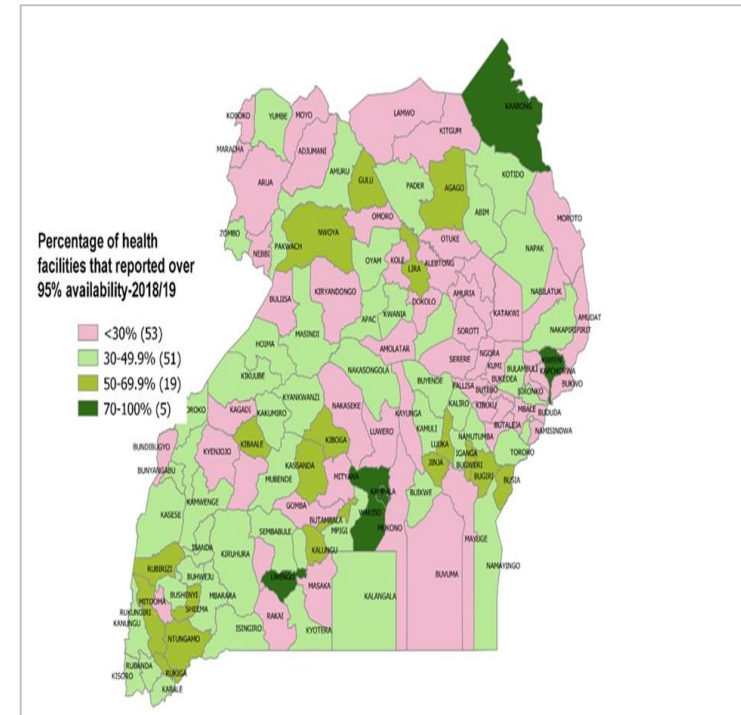 KAABONG
LAMWO
KITGUM
KOBOKO
YUMBE
MOYO
MARACHA
ADJUMANI
ARUA
AMURU
GULU
PADER
AGAGO
KOTIDO
ABIM
MOROTO
OMORO
NWOYA
ZOMBO
NEBBI
PAKWACH
OTUKE
NAPAK
Percentage of health
facilities that reported over
95% availability-2018/19
<30% (53)
30-49.9% (51)
50-69.9% (19)
70-100% (5)
OYAM
KOLE
LIRA
ALEBTONG
KIRYANDONGO
BULIISA
DOKOLO
AMURIA
KATAKWI
NABILATUK
AMUDAT
NAKAPIRIPIRIT
APAC
KWANIA
MASINDI
SOROTI
HOIMA
AMOLATAR
SERERE
NGORA
KUMI
BULAMBULI
KWEEN
KAPCHORWA
BUKWO
KIKUUBE
NAKASONGOLA
BUYENDE
PALLISA
BUKEDEA
SIRONKO
BUTEBO
KYANKWANZI
NAKASEKE
KALIRO
KIBUKU
MBALE
BUDUDA
OROKO
KAGADI
KAKUMIRO
KAYUNGA
KAMULI
BUTALEJA
NAMISINDWA
LUWERO
LUUKA
NAMUTUMBA
TORORO
BUNDIBUGYO
KYENJOJO
KIBAALE
KIBOGA
IGANGA
BUGWERI
BUNYANGABU
KASSANDA
MITYANA
JINJA
BUGIRI
BUSIA
MUBENDE
KAMPALA
BUIKWE
KASESE
KAMWENGE
GOMBA
WAKISO
BUTAMBALA
MPIGI
MUKONO
SEMBABULE
MAYUGE
IBANDA
KIRUHURA
KALUNGU
RUBIRIZI
BUHWEJU
LWENGO
MASAKA
BUVUMA
NAMAYINGO
MITOOMA
BUSHENYI
SHEEMA
MBARARA
KALANGALA
RUKUNGIRI
KANUNGU
RAKAI
NTUNGAMO
ISINGIRO
KYOTERA
RUBANDA
KISORO
RUKIGA
KABALE